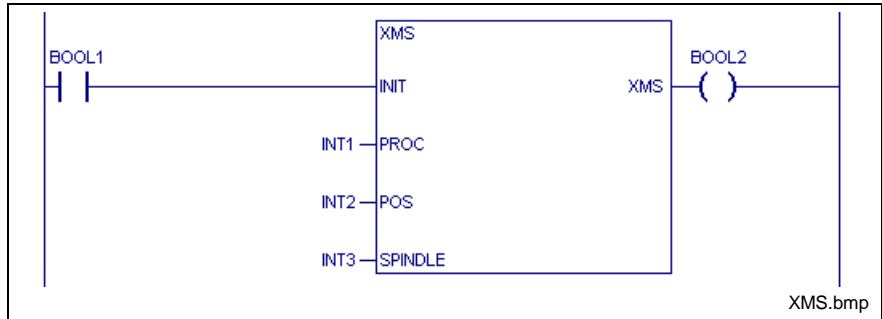 XMS
BOOL1
BOOL2
INIT XMS
INT1 PROC
INT2 POS
INT3 SPINDLE
XMS.bmp